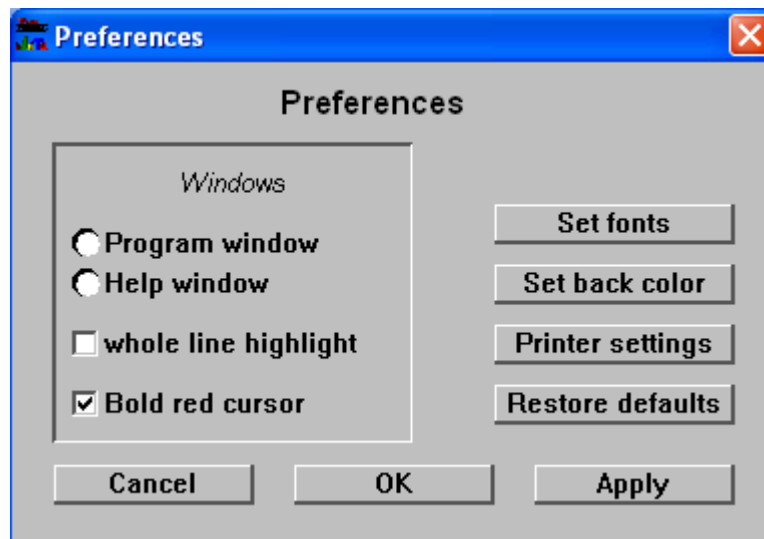 Preferences
Preferences
Windows
Program window
Help window
whole line highlight
Bold red cursor
Set fonts
Set back color
Printer settings
Restore defaults
Cancel
OK
Apply